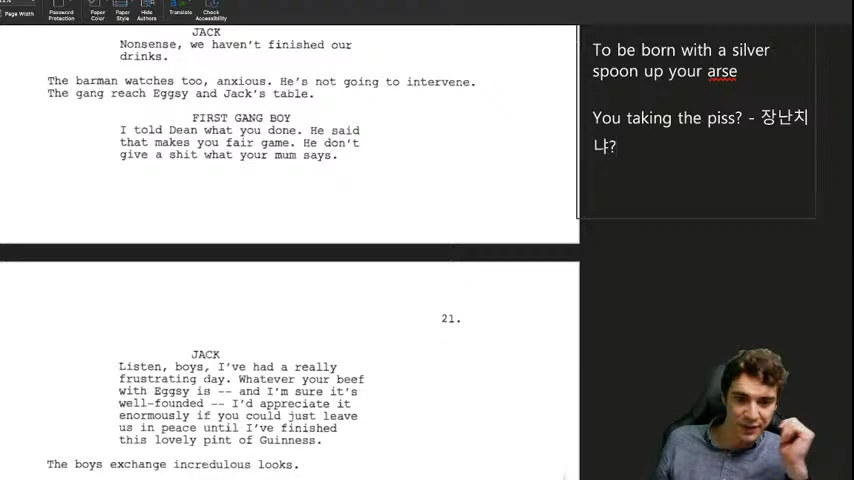 Page Width
Password
Protection
Paper
Color
Paper
Style
Hide
Authors
Translate
Check
Accessibility
JACK
Nonsense, we haven't finished our
drinks.
The barman watches too, anxious. He's not going to intervene.
The gang reach Eggsy and Jack's table.
FIRST GANG BOY
I told Dean what you done. He said
that makes you fair game. He don't
give a shit what your mum says.
21.
JACK
Listen, boys, I've had a really
frustrating day. Whatever your beef
with Eggsy is -- and I'm sure it's
well-founded -- I'd appreciate it
enormously if you could just leave
us in peace until I've finished
this lovely pint of Guinness.
The boys exchange incredulous looks.
To be born with a silver
spoon up your arse
You taking the piss? - 장난치
냐?